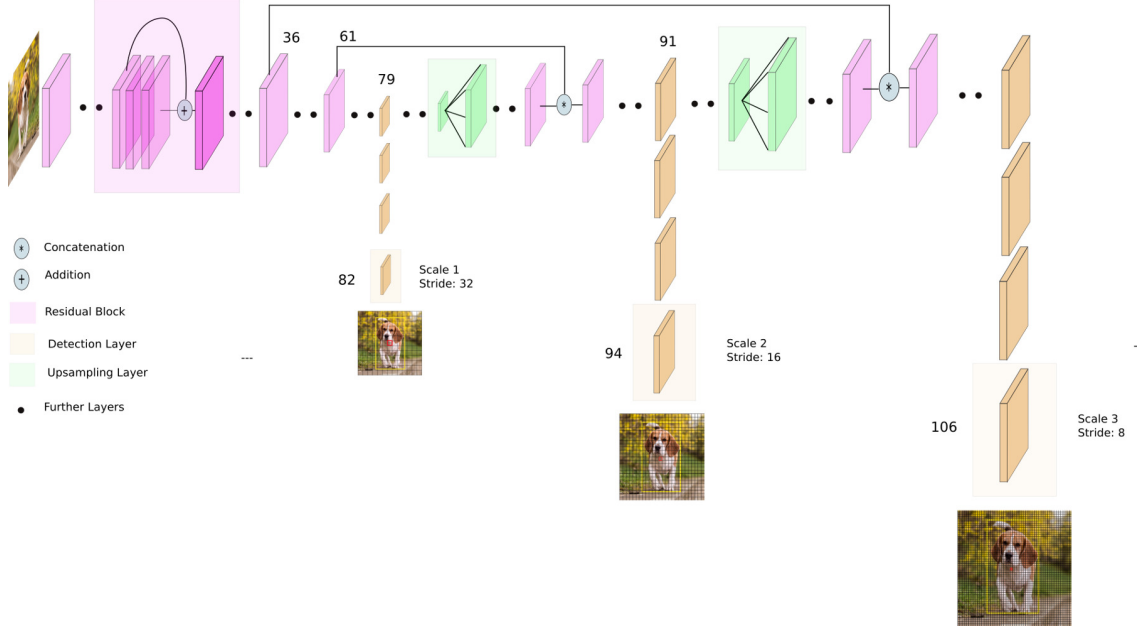 36
61
91
79
*
+
*
* Concatenation
+ Addition
Residual Block
Detection Layer
Upsampling Layer
Further Layers
---
82
Scale 1
Stride: 32
94
Scale 2
Stride: 16
106
Scale 3
Stride: 8